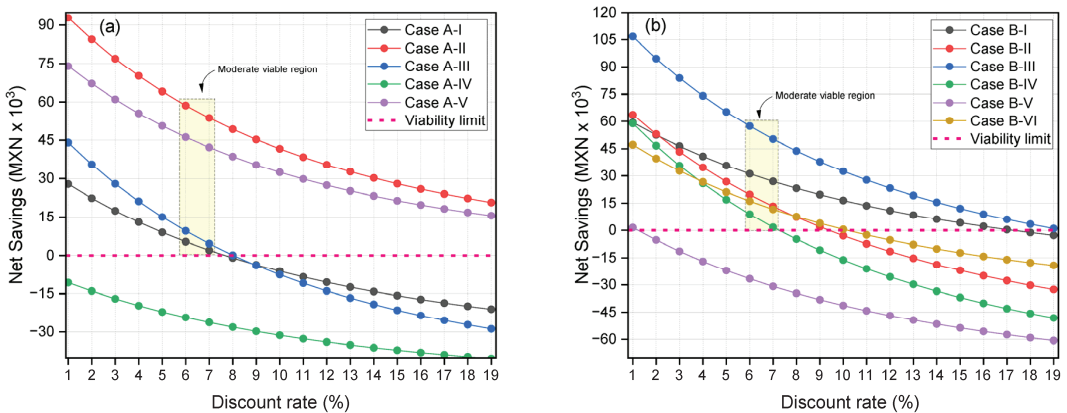 (a)
Case A-I
Case A-II
Case A-III
Case A-IV
Case A-V
Viability limit
Moderate viable region
90
75
60
45
30
15
0
−15
−30
Net Savings (MXN x 10³)
1 2 3 4 5 6 7 8 9 10 11 12 13 14 15 16 17 18 19
Discount rate (%)
(b)
Case B-I
Case B-II
Case B-III
Case B-IV
Case B-V
Case B-VI
Viability limit
Moderate viable region
120
105
90
75
60
45
30
15
0
−15
−30
−45
−60
Net Savings (MXN x 10³)
1 2 3 4 5 6 7 8 9 10 11 12 13 14 15 16 17 18 19
Discount rate (%)